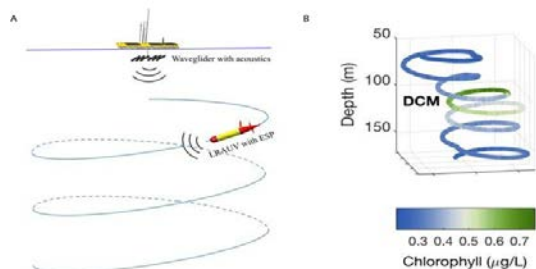 A
Waveglider with acoustics
LRAUV with ESP
B
50
100
150
Depth (m)
DCM
0.3 0.4 0.5 0.6 0.7
Chlorophyll (µg/L)